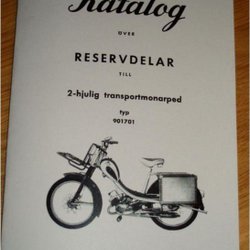 Katalog
ÖVER
RESERVDELAR
TILL
2-hjulig transportmonarped
typ
901701